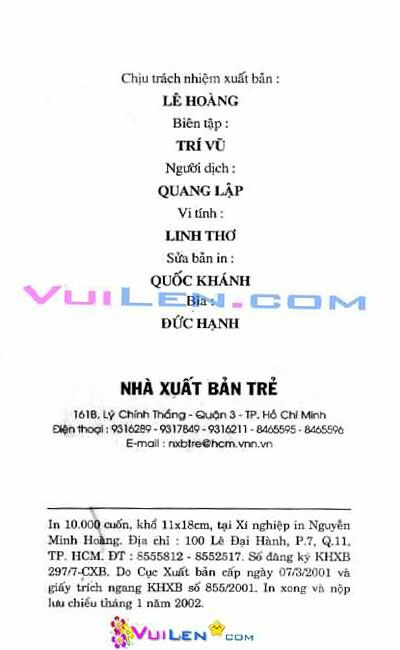 Chịu trách nhiệm xuất bản :
LÊ HOÀNG
Biên tập :
TRÍ VŨ
Người dịch :
QUANG LẬP
Vi tính :
LINH THƠ
Sửa bản in :
QUỐC KHÁNH
VUILEN.COM
Bìa :
ĐỨC HẠNH
NHÀ XUẤT BẢN TRẺ
161B, Lý Chính Thắng - Quận 3 - TP. Hồ Chí Minh
Điện thoại : 9316289 - 9317849 - 9316211 - 8465595 - 8465596
E-mail : nxbtre@hcm.vnn.vn
In 10.000 cuốn, khổ 11x18cm, tại Xí nghiệp in Nguyễn
Minh Hoàng. Địa chỉ : 100 Lê Đại Hành, P.7, Q.11,
TP. HCM. ĐT : 8555812 - 8552517. Số đăng ký KHXB
297/7-CXB. Do Cục Xuất bản cấp ngày 07/3/2001 và
giấy trích ngang KHXB số 855/2001. In xong và nộp
lưu chiểu tháng 1 năm 2002.
VUILEN.COM